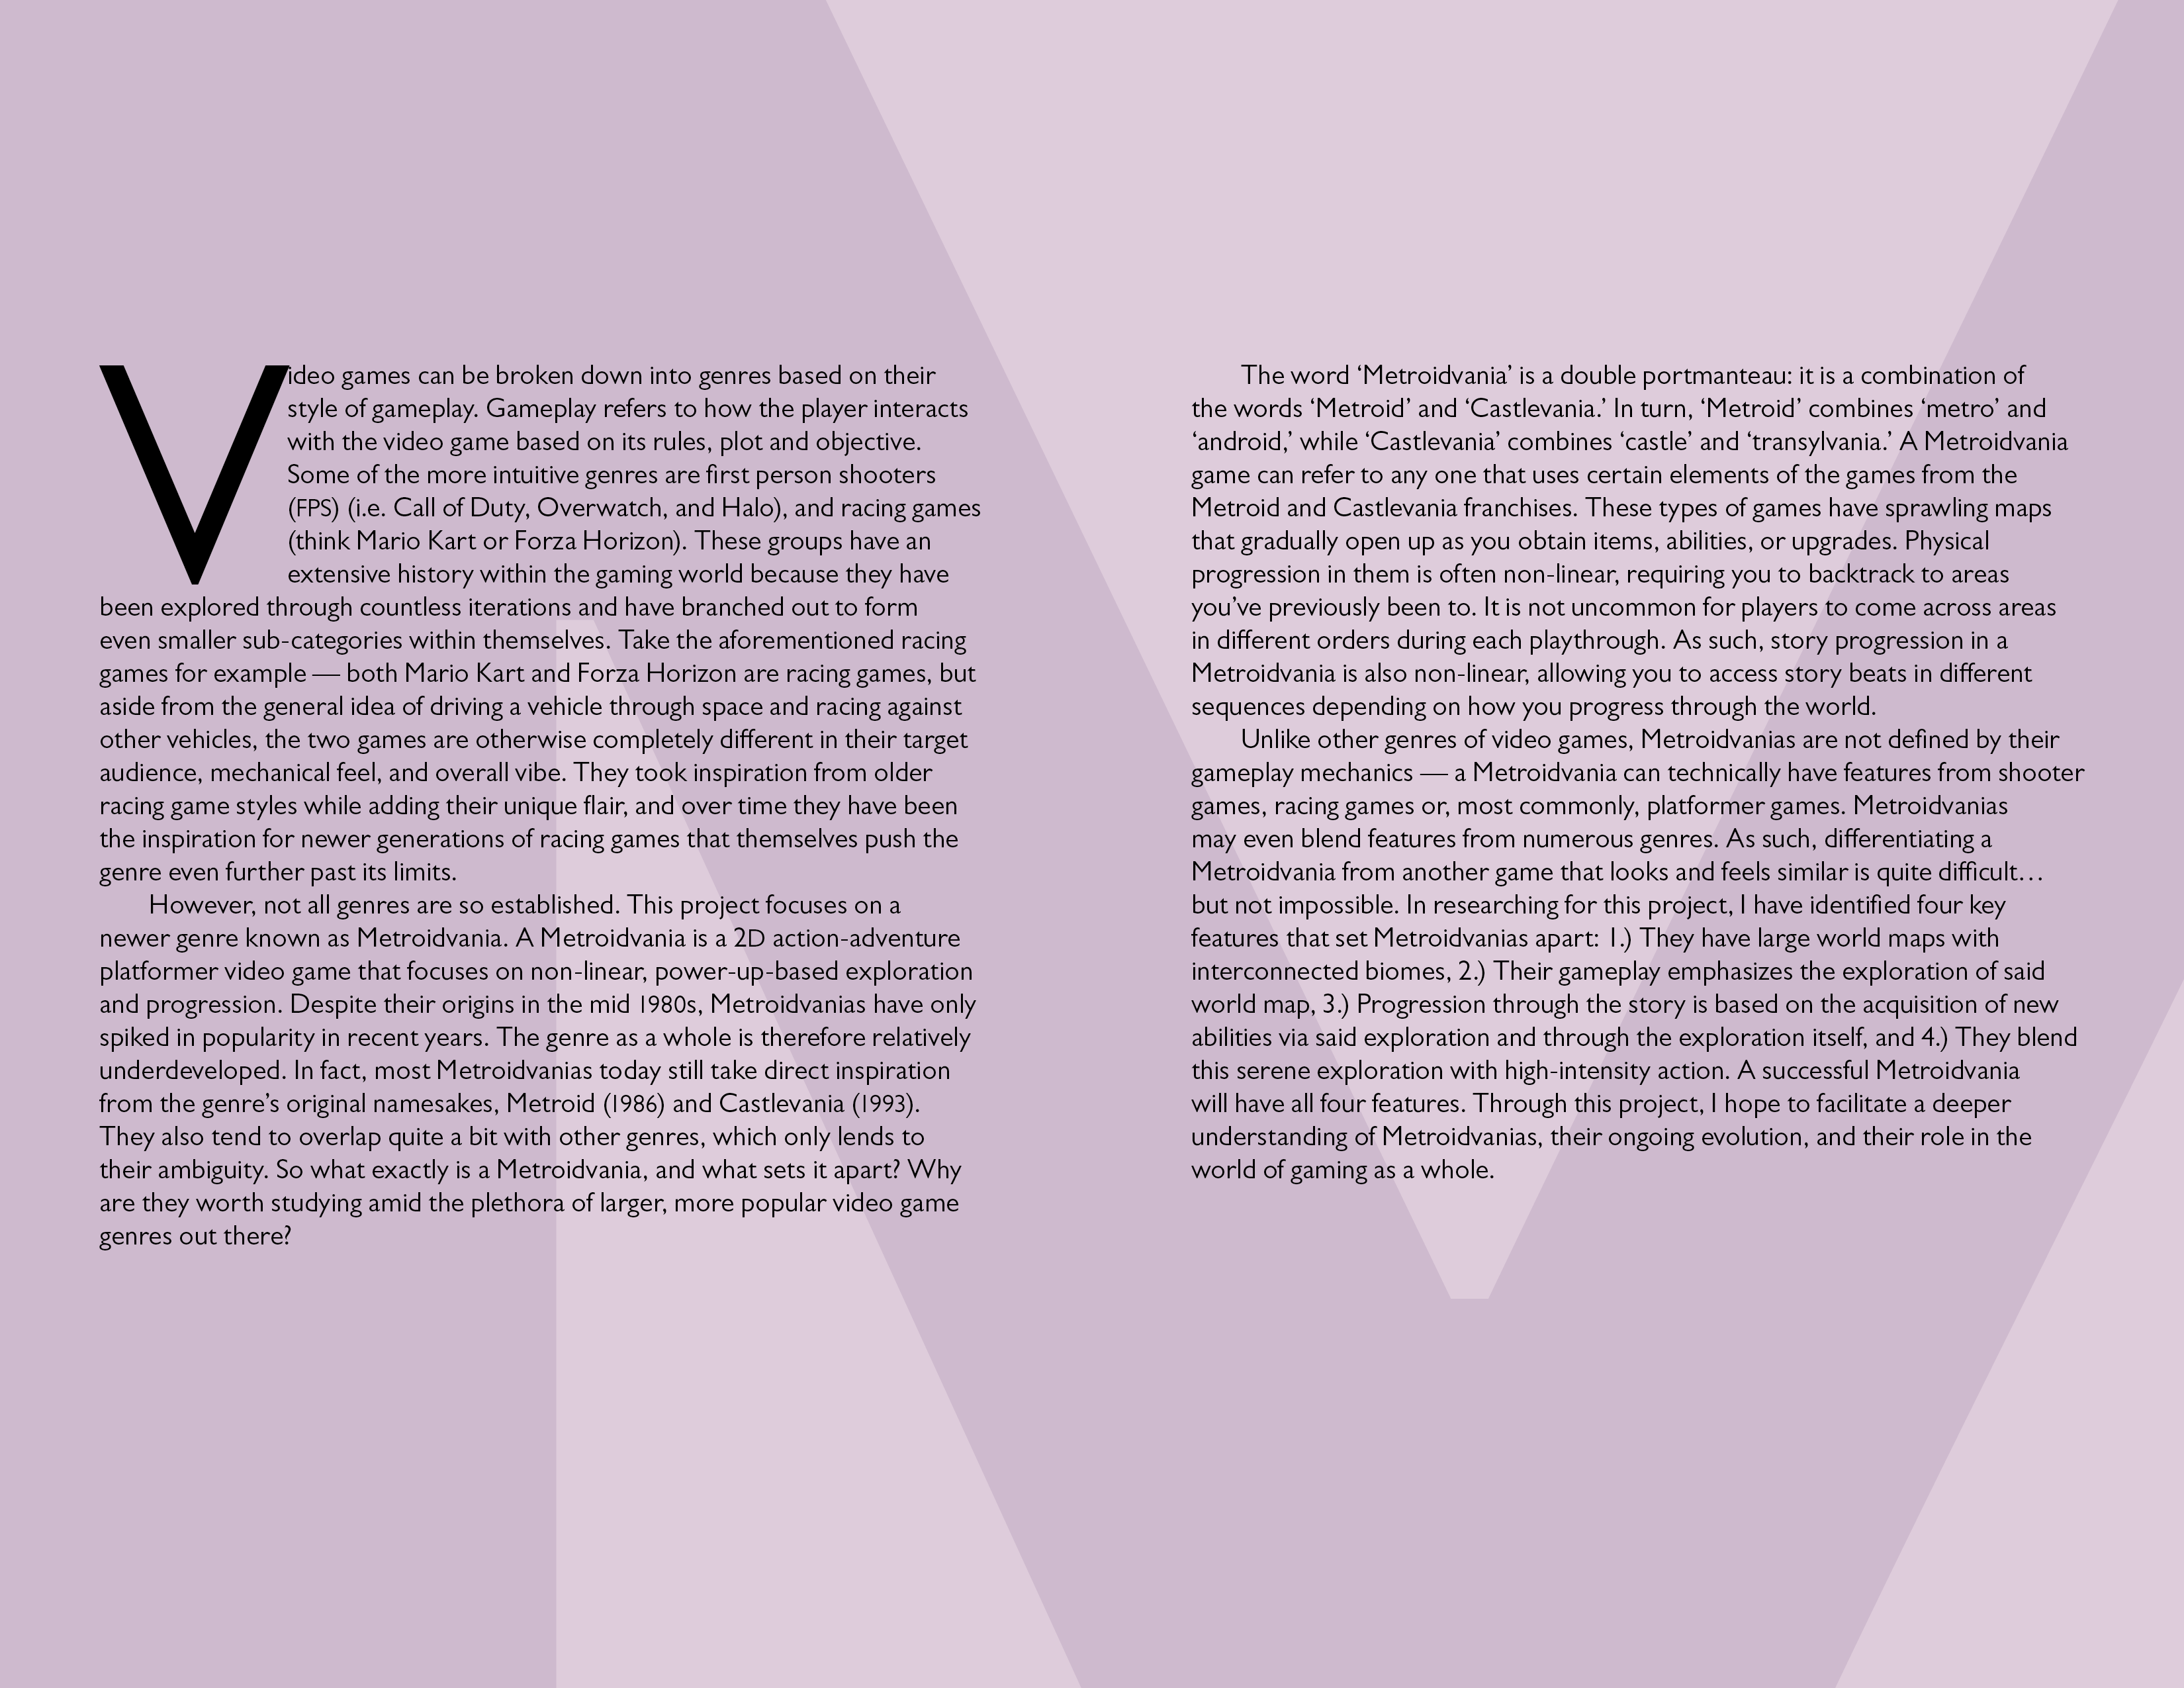 Video games can be broken down into genres based on their
style of gameplay. Gameplay refers to how the player interacts
with the video game based on its rules, plot and objective.
Some of the more intuitive genres are first person shooters
(FPS) (i.e. Call of Duty, Overwatch, and Halo), and racing games
(think Mario Kart or Forza Horizon). These groups have an
extensive history within the gaming world because they have
been explored through countless iterations and have branched out to form
even smaller sub-categories within themselves. Take the aforementioned racing
games for example — both Mario Kart and Forza Horizon are racing games, but
aside from the general idea of driving a vehicle through space and racing against
other vehicles, the two games are otherwise completely different in their target
audience, mechanical feel, and overall vibe. They took inspiration from older
racing game styles while adding their unique flair, and over time they have been
the inspiration for newer generations of racing games that themselves push the
genre even further past its limits.
However, not all genres are so established. This project focuses on a
newer genre known as Metroidvania. A Metroidvania is a 2D action-adventure
platformer video game that focuses on non-linear, power-up-based exploration
and progression. Despite their origins in the mid 1980s, Metroidvanias have only
spiked in popularity in recent years. The genre as a whole is therefore relatively
underdeveloped. In fact, most Metroidvanias today still take direct inspiration
from the genre’s original namesakes, Metroid (1986) and Castlevania (1993).
They also tend to overlap quite a bit with other genres, which only lends to
their ambiguity. So what exactly is a Metroidvania, and what sets it apart? Why
are they worth studying amid the plethora of larger, more popular video game
genres out there?
The word ‘Metroidvania’ is a double portmanteau: it is a combination of
the words ‘Metroid’ and ‘Castlevania.’ In turn, ‘Metroid’ combines ‘metro’ and
‘android,’ while ‘Castlevania’ combines ‘castle’ and ‘transylvania.’ A Metroidvania
game can refer to any one that uses certain elements of the games from the
Metroid and Castlevania franchises. These types of games have sprawling maps
that gradually open up as you obtain items, abilities, or upgrades. Physical
progression in them is often non-linear, requiring you to backtrack to areas
you’ve previously been to. It is not uncommon for players to come across areas
in different orders during each playthrough. As such, story progression in a
Metroidvania is also non-linear, allowing you to access story beats in different
sequences depending on how you progress through the world.
Unlike other genres of video games, Metroidvanias are not defined by their
gameplay mechanics — a Metroidvania can technically have features from shooter
games, racing games or, most commonly, platformer games. Metroidvanias
may even blend features from numerous genres. As such, differentiating a
Metroidvania from another game that looks and feels similar is quite difficult…
but not impossible. In researching for this project, I have identified four key
features that set Metroidvanias apart: 1.) They have large world maps with
interconnected biomes, 2.) Their gameplay emphasizes the exploration of said
world map, 3.) Progression through the story is based on the acquisition of new
abilities via said exploration and through the exploration itself, and 4.) They blend
this serene exploration with high-intensity action. A successful Metroidvania
will have all four features. Through this project, I hope to facilitate a deeper
understanding of Metroidvanias, their ongoing evolution, and their role in the
world of gaming as a whole.